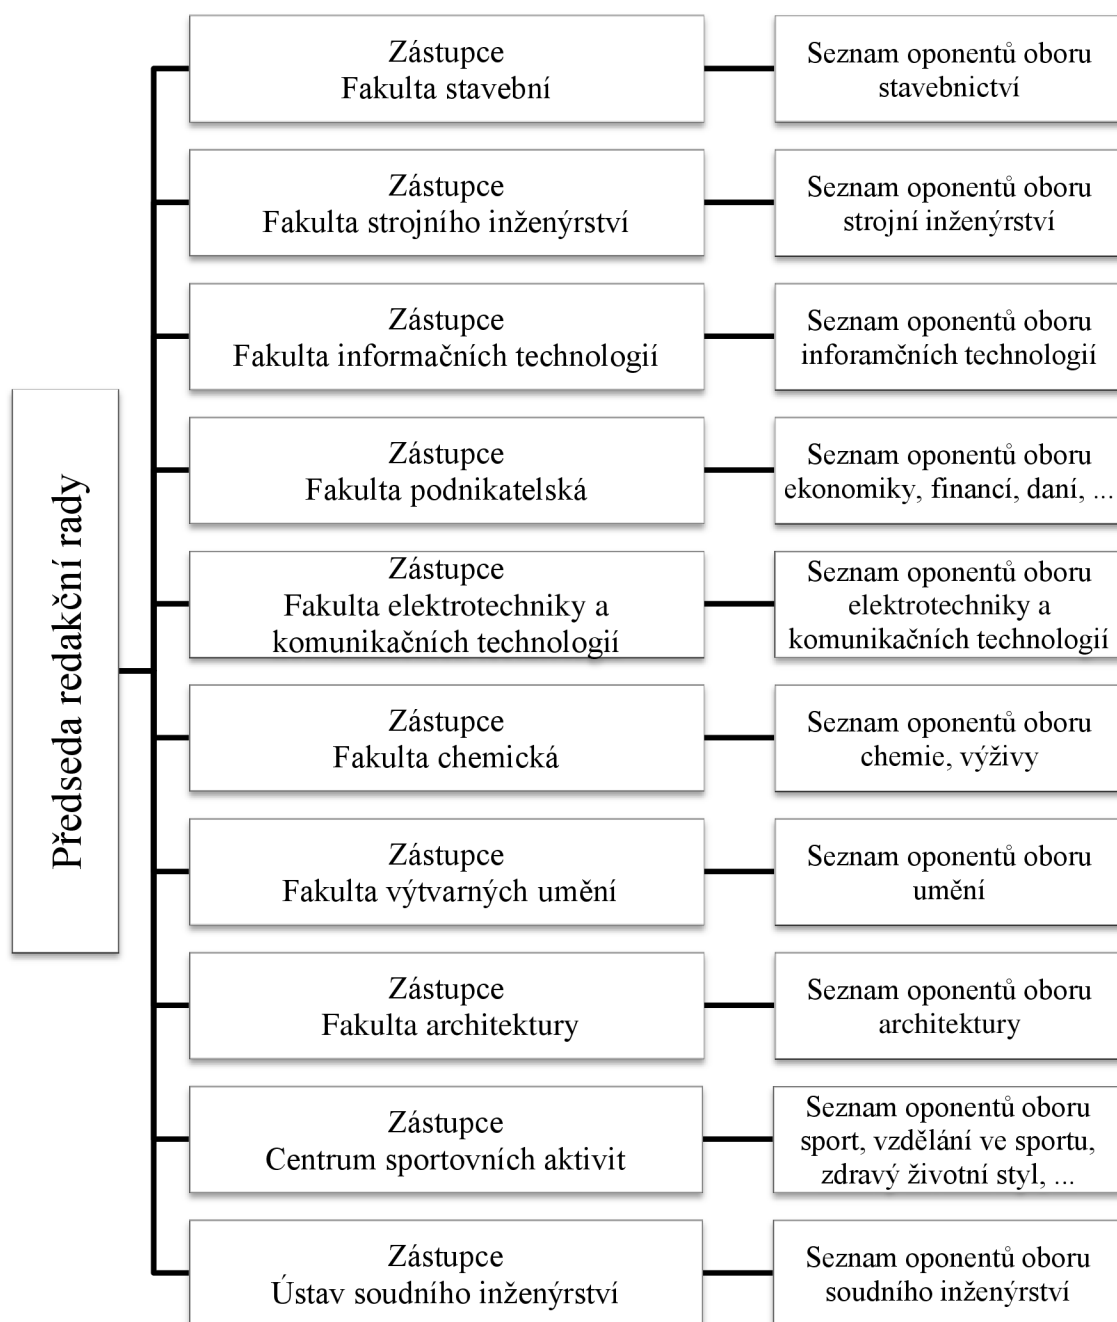 Předseda redakční rady
Zástupce
Fakulta stavební
Seznam oponentů oboru
stavebnictví
Zástupce
Fakulta strojního inženýrství
Seznam oponentů oboru
strojní inženýrství
Zástupce
Fakulta informačních technologií
Seznam oponentů oboru
inforamčních technologií
Zástupce
Fakulta podnikatelská
Seznam oponentů oboru
ekonomiky, financí, daní, ...
Zástupce
Fakulta elektrotechniky a
komunikačních technologií
Seznam oponentů oboru
elektrotechniky a
komunikačních technologií
Zástupce
Fakulta chemická
Seznam oponentů oboru
chemie, výživy
Zástupce
Fakulta výtvarných umění
Seznam oponentů oboru
umění
Zástupce
Fakulta architektury
Seznam oponentů oboru
architektury
Zástupce
Centrum sportovních aktivit
Seznam oponentů oboru
sport, vzdělání ve sportu,
zdravý životní styl, ...
Zástupce
Ústav soudního inženýrství
Seznam oponentů oboru
soudního inženýrství